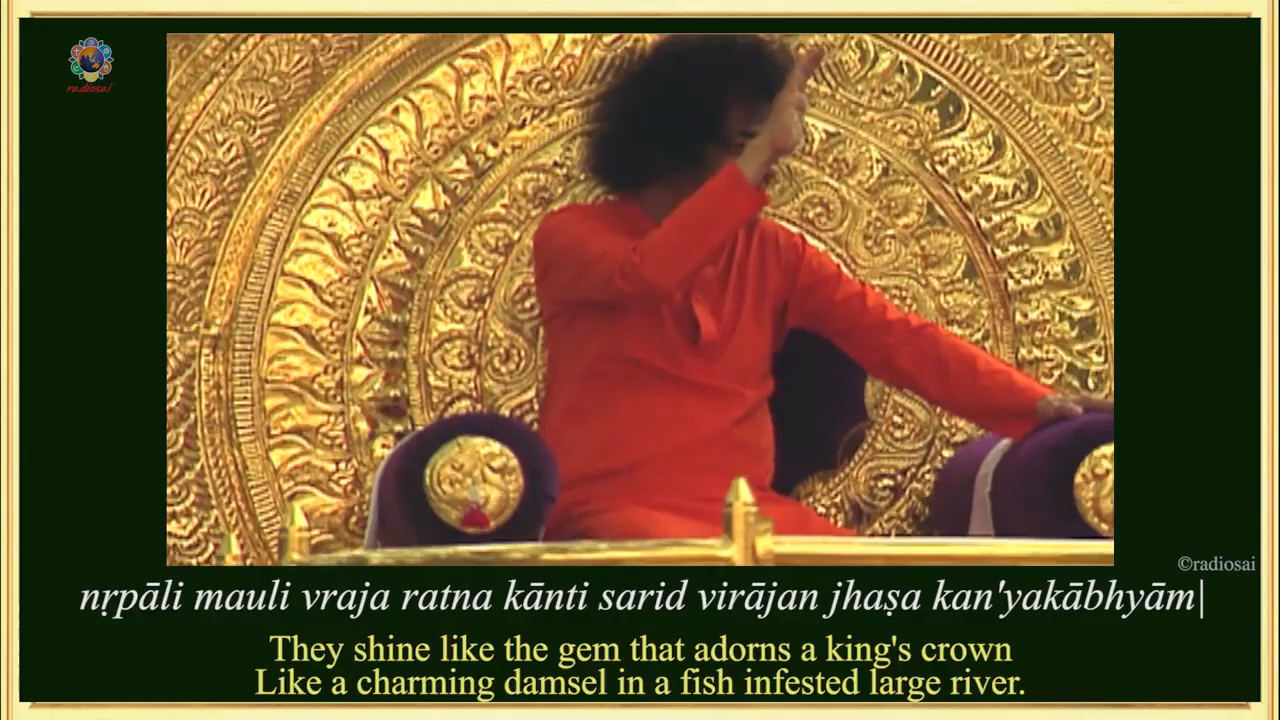 radiosai
©radiosai
nṛpāli mauli vraja ratna kānti sarid virājan jhaṣa kan'yakābhyām|
They shine like the gem that adorns a king's crown
Like a charming damsel in a fish infested large river.